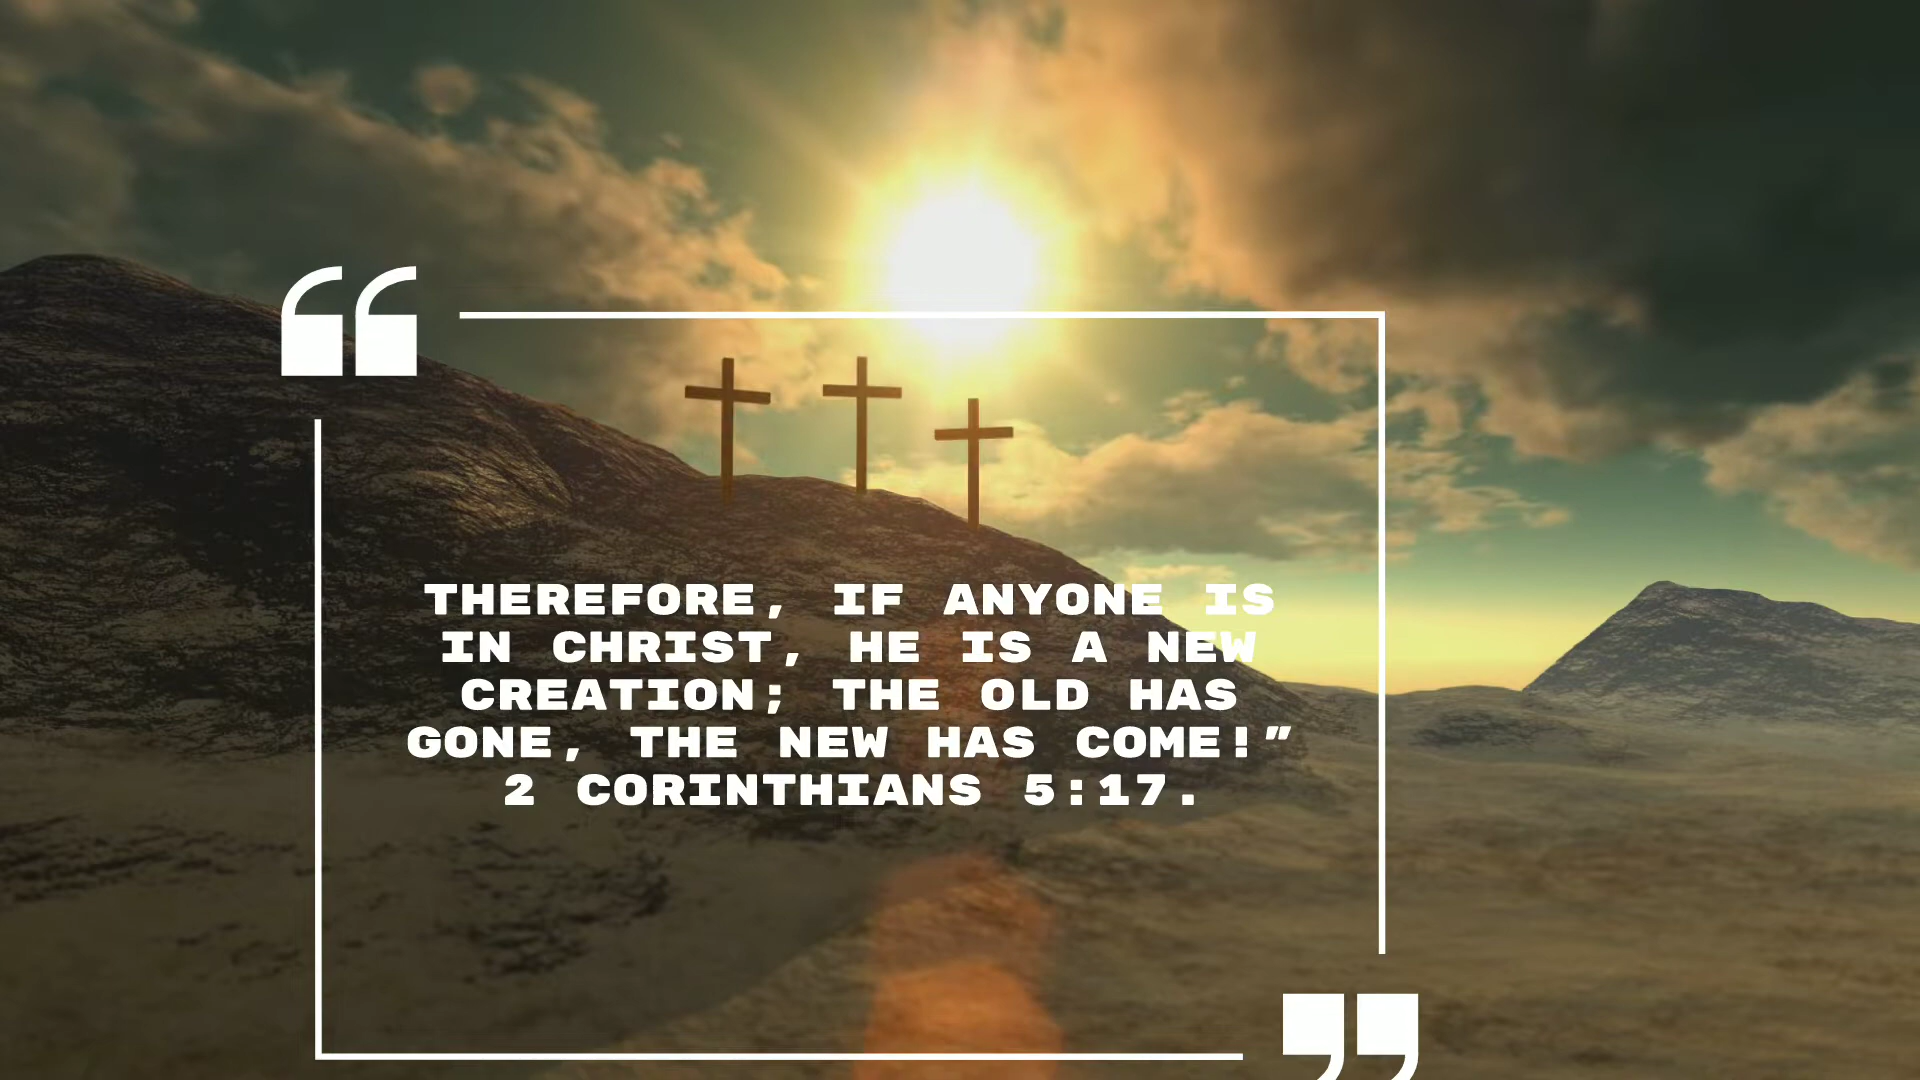 “
THEREFORE, IF ANYONE IS
IN CHRIST, HE IS A NEW
CREATION; THE OLD HAS
GONE, THE NEW HAS COME!”
2 CORINTHIANS 5:17.
”